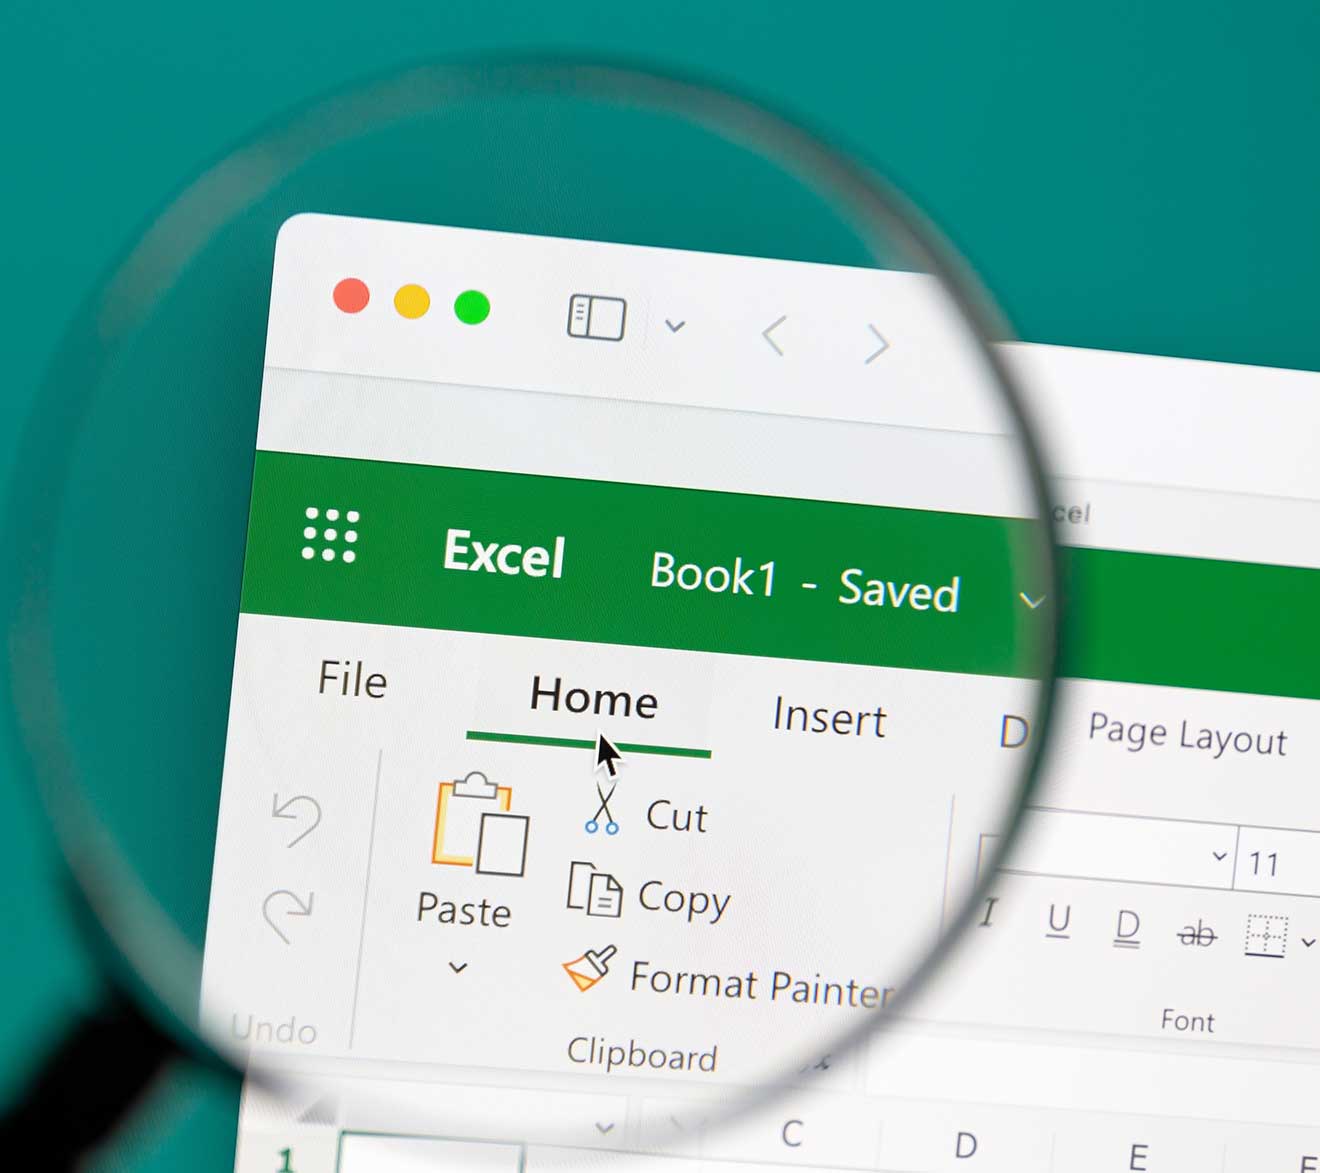 cel
Excel Book1 - Saved
File Home Insert D Page Layout
Cut
11
Copy
Paste
I U D ab
Format Painter
Undo
Clipboard
Font
C D E
1